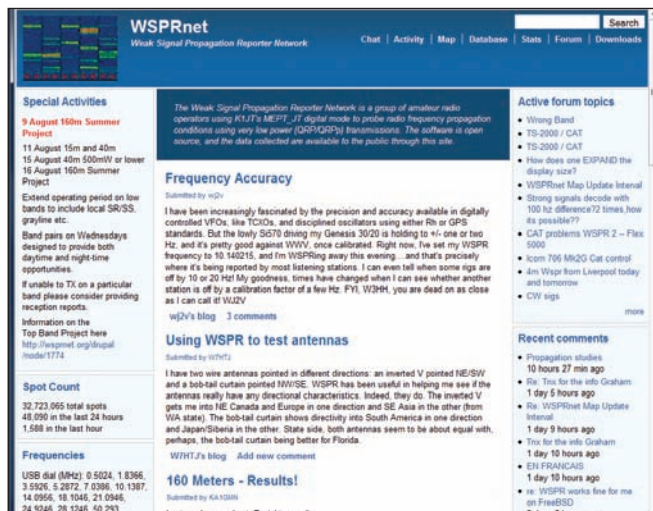 WSPRnet
Weak Signal Propagation Reporter Network
Search
Chat | Activity | Map | Database | Stats | Forum | Downloads
Special Activities
9 August 160m Summer
Project
11 August 15m and 40m
15 August 40m 500mW or lower
16 August 160m Summer
Project
Extend operating period on low
bands to include local SR/SS,
grayline etc.
Band pairs on Wednesdays
designed to provide both
daytime and night-time
opportunities.
If unable to TX on a particular
band please consider providing
reception reports.
Information on the
Top Band Project here
http://wsprnet.org/drupal
/node/1774
Spot Count
32,723,065 total spots
48,090 in the last 24 hours
1,588 in the last hour
Frequencies
USB dial (MHz): 0.5024, 1.8366,
3.5926, 5.2872, 7.0386, 10.1387,
14.0956, 18.1046, 21.0946,
24.9246, 28.1246, 50.293
The Weak Signal Propagation Reporter Network is a group of amateur radio
operators using K1JT's MEPT_JT digital mode to probe radio frequency propagation
conditions using very low power (QRP/QRPp) transmissions. The software is open
source, and the data collected are available to the public through this site.
Frequency Accuracy
Submitted by wj2v
I have been increasingly fascinated by the precision and accuracy available in digitally
controlled VFOs, like TCXOs, and disciplined oscillators using either Rb or GPS
standards. But the lowly Si570 driving my Genesis 30/20 is holding to +/- one or two
Hz, and it's pretty good against WWV, once calibrated. Right now, I've set my WSPR
frequency to 10.140215, and I'm WSPRing away this evening....and that's precisely
where it's being reported by most listening stations. I can even tell when some rigs are
off by 10 or 20 Hz! My goodness, times have changed when I can see whether another
station is off by a calibration factor of a few Hz. FYI, W3HH, you are dead on as close
as I can call it! WJ2V
wj2v's blog 3 comments
Using WSPR to test antennas
Submitted by W7HTJ
I have two wire antennas pointed in different directions: an inverted V pointed NE/SW
and a bob-tail curtain pointed NW/SE. WSPR has been useful in helping me see if the
antennas really have any directional characteristics. Indeed, they do. The inverted V
gets me into NE Canada and Europe in one direction and SE Asia in the other (from
WA state). The bob-tail curtain shows directivity into South America in one direction
and Japan/Siberia in the other. State side, both antennas seem to be about equal with,
perhaps, the bob-tail curtain being better for Florida.
W7HTJ's blog Add new comment
160 Meters - Results!
Submitted by KA1GMN
Active forum topics
Wrong Band
TS-2000 / CAT
TS-2000 / CAT
How does one EXPAND the
display size?
WSPRnet Map Update Interval
Strong signals decode with
100 hz difference?2 times,how
its possible??
CAT problems WSPR 2 – Flex
5000
Icom 706 Mk2G Cat control
4m Wspr from Liverpool today
and tomorrow
CW sigs
more
Recent comments
Propagation studies
10 hours 27 min ago
Re: Tnx for the info Graham
1 day 5 hours ago
Re: WSPRnet Map Update
Interval
1 day 9 hours ago
Tnx for the info Graham
1 day 10 hours ago
EN FRANCAIS
1 day 10 hours ago
re: WSPR works fine for me
on FreeBSD